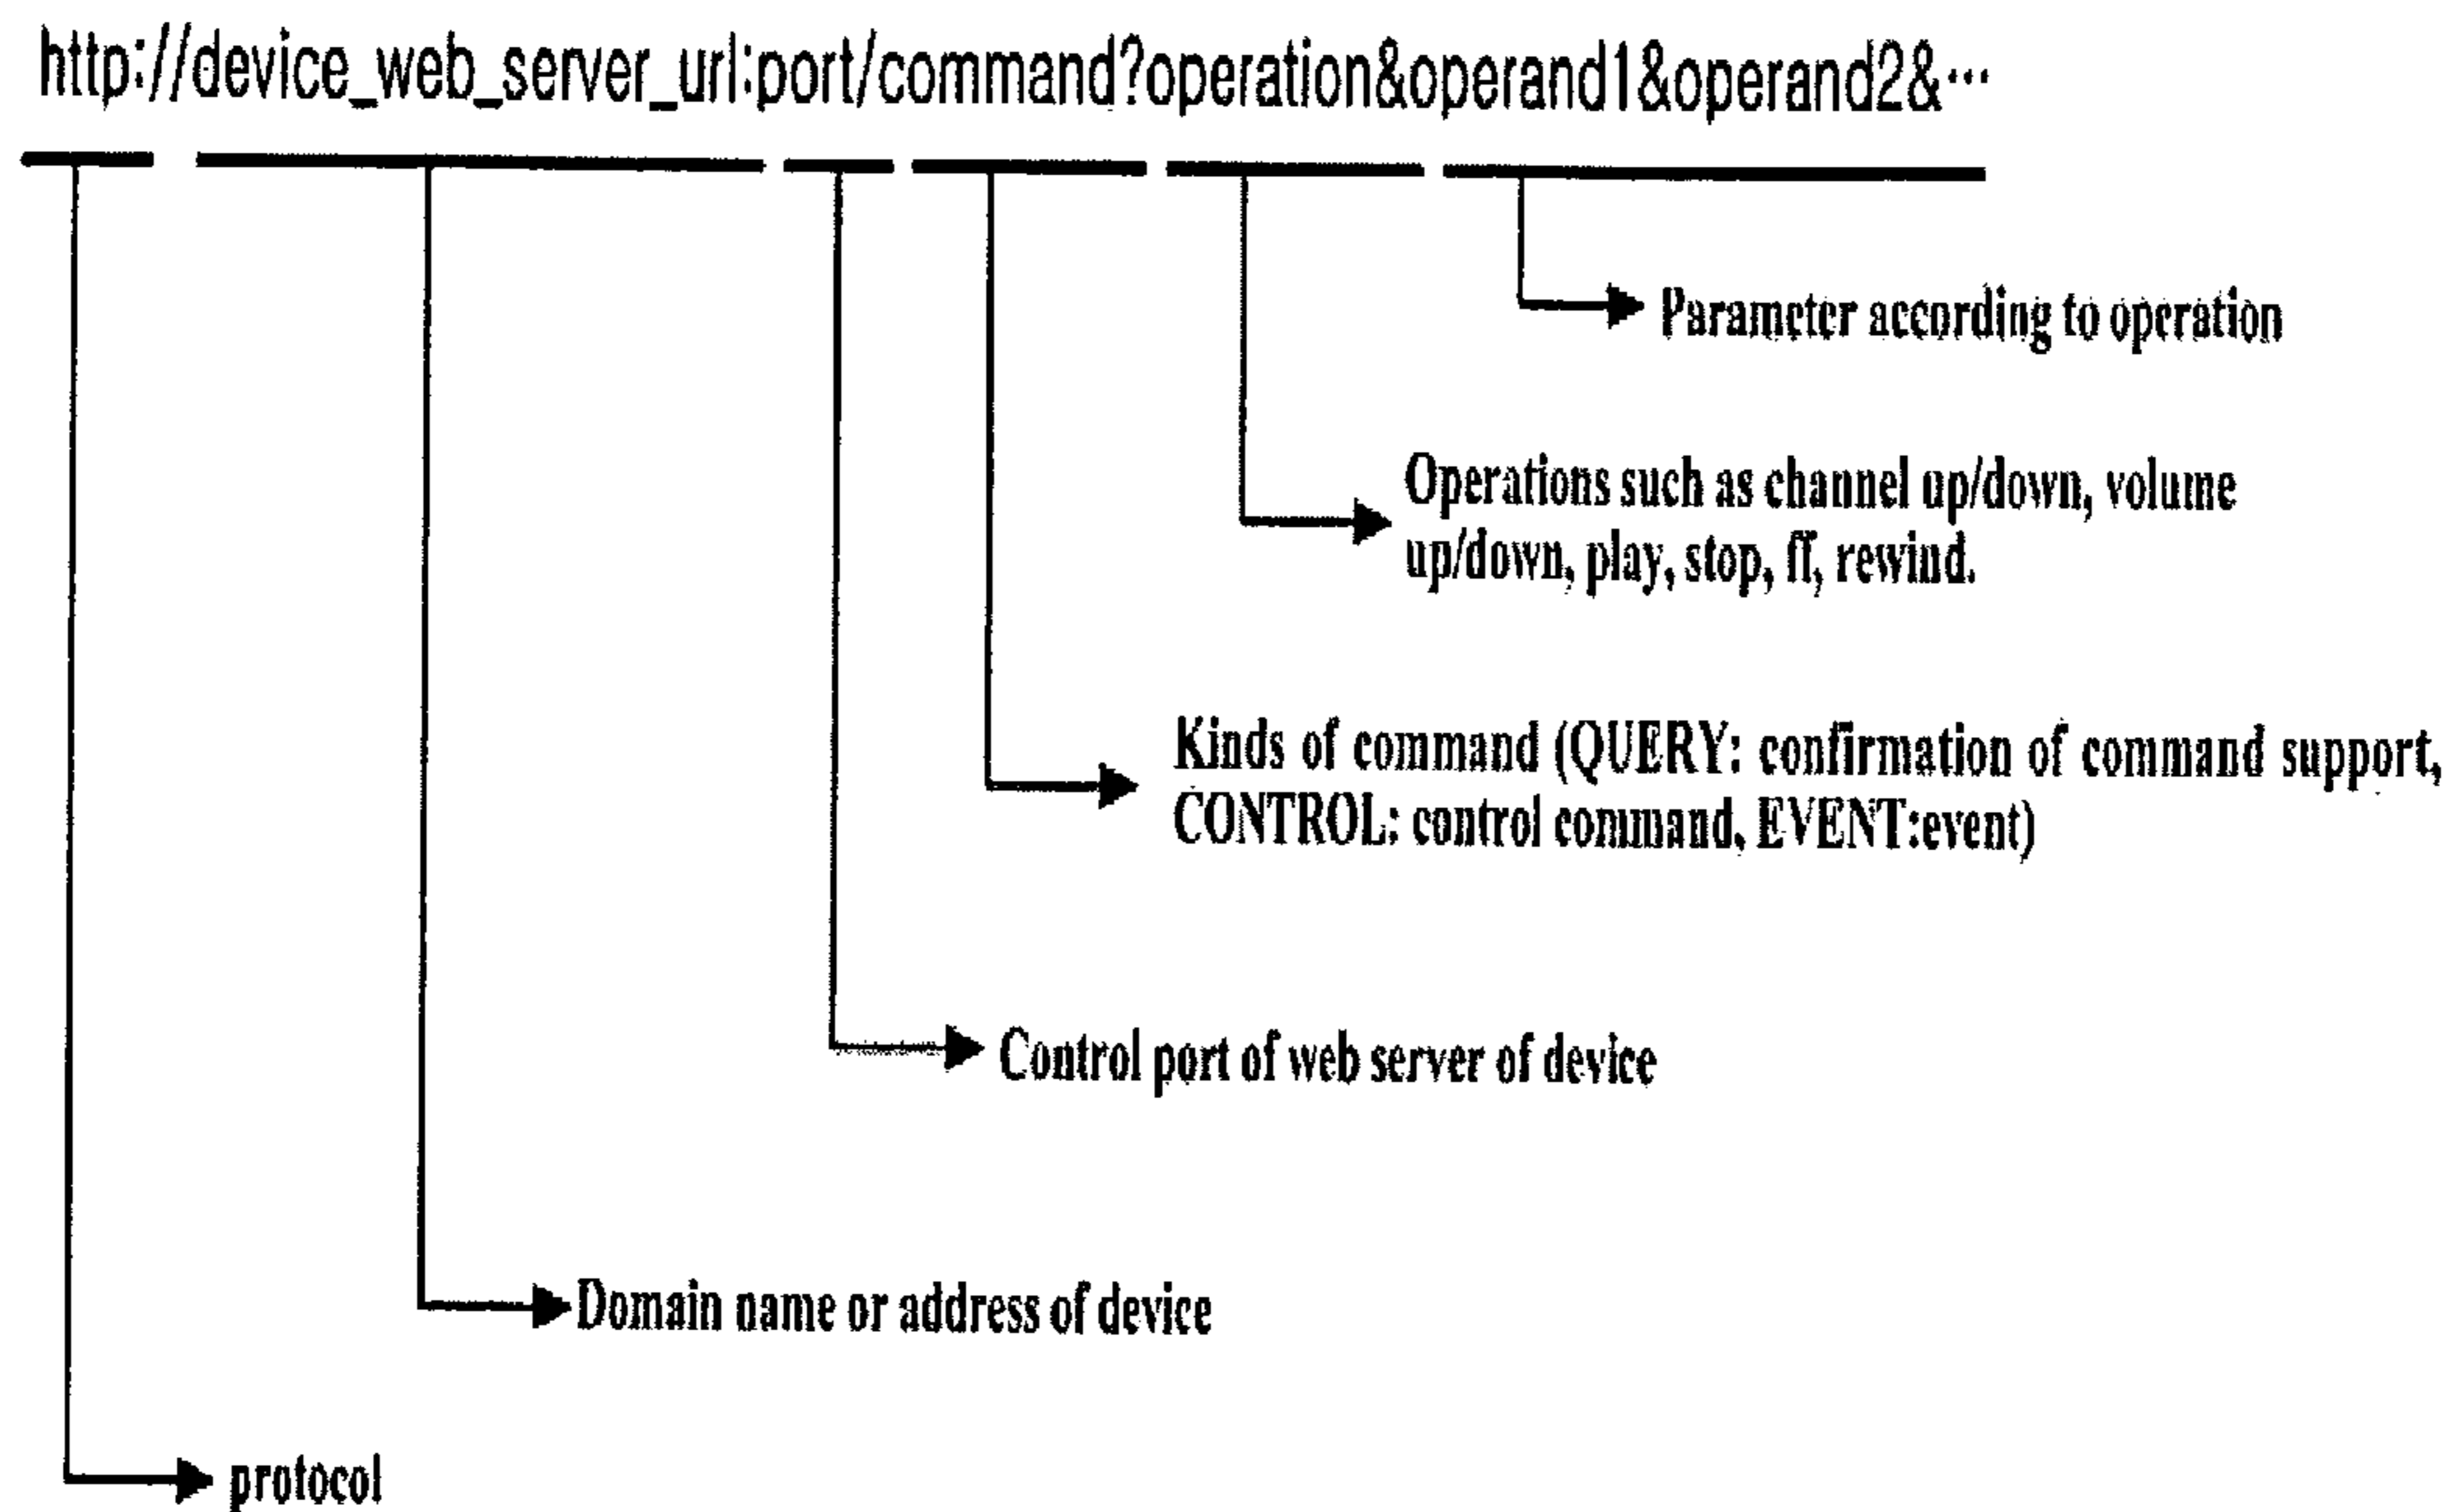 http://device_web_server_url:port/command?operation&operand1&operand2&···
Parameter according to operation
Operations such as channel up/down, volume
up/down, play, stop, ff, rewind.
Kinds of command (QUERY: confirmation of command support,
CONTROL: control command, EVENT:event)
Control port of web server of device
Domain name or address of device
protocol